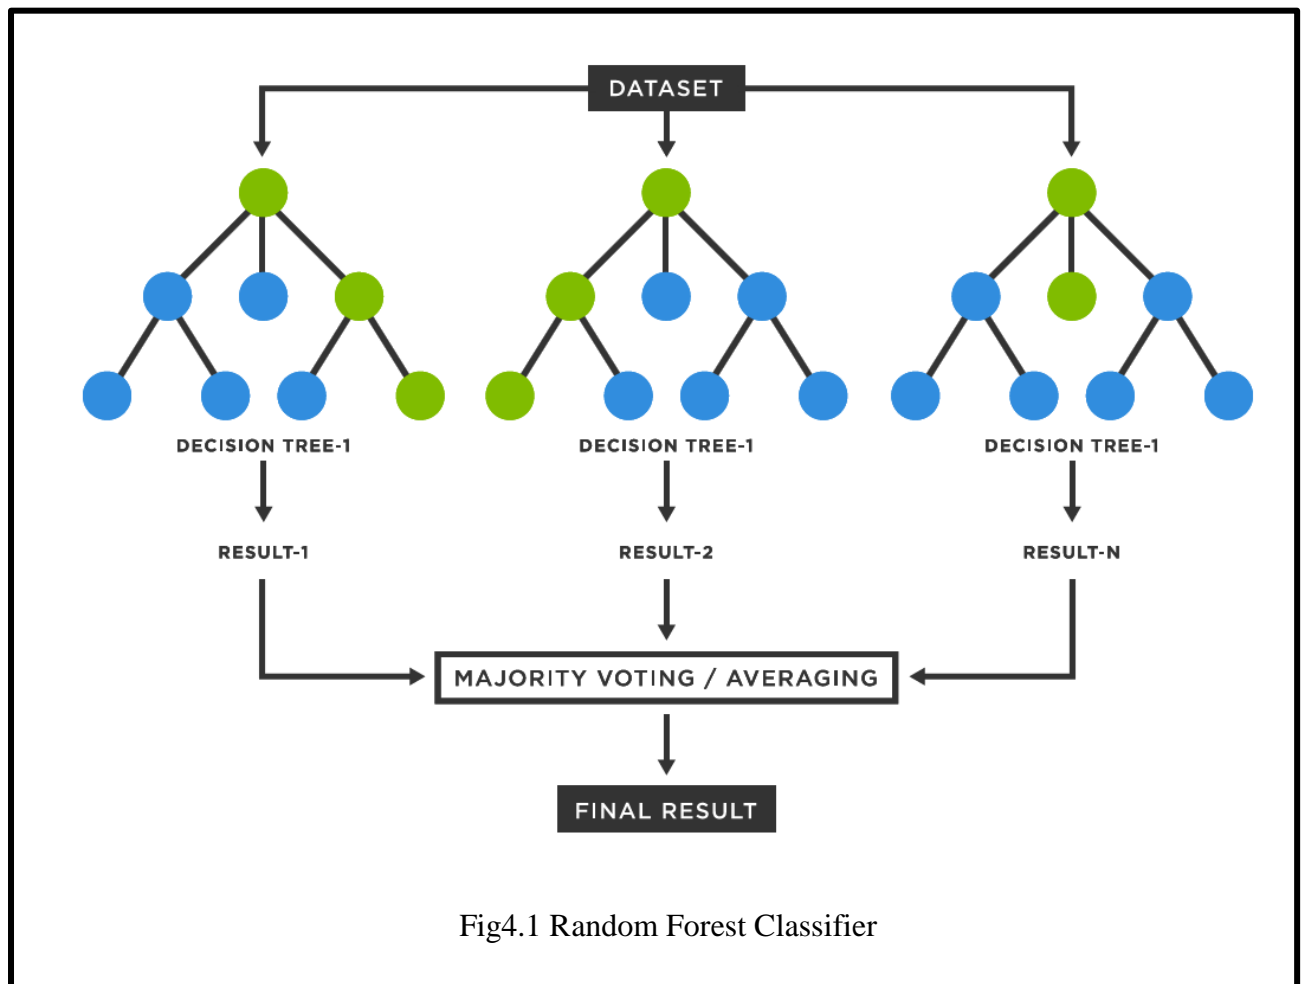 DATASET
DECISION TREE-1
DECISION TREE-1
DECISION TREE-1
RESULT-1
RESULT-2
RESULT-N
MAJORITY VOTING / AVERAGING
FINAL RESULT
Fig4.1 Random Forest Classifier